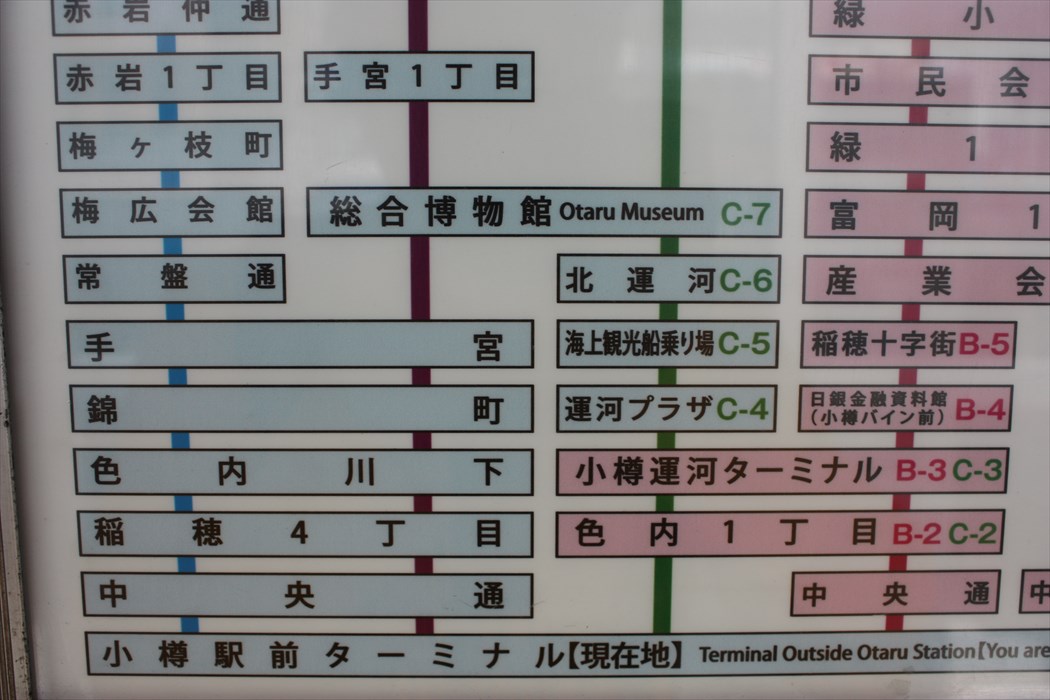 赤岩仲通
緑小
赤岩1丁目
手宮1丁目
市民会
梅ヶ枝町
緑1
梅広会館
総合博物館 Otaru Museum C-7
富岡1
常盤通
北運河 C-6
産業会
手宮
海上観光船乗り場 C-5
稲穂十字街 B-5
錦町
運河プラザ C-4
日銀金融資料館
(小樽バイン前) B-4
色内川下
小樽運河ターミナル B-3 C-3
稲穂4丁目
色内1丁目 B-2 C-2
中央通
中央通
中
小樽駅前ターミナル【現在地】 Terminal Outside Otaru Station【You are